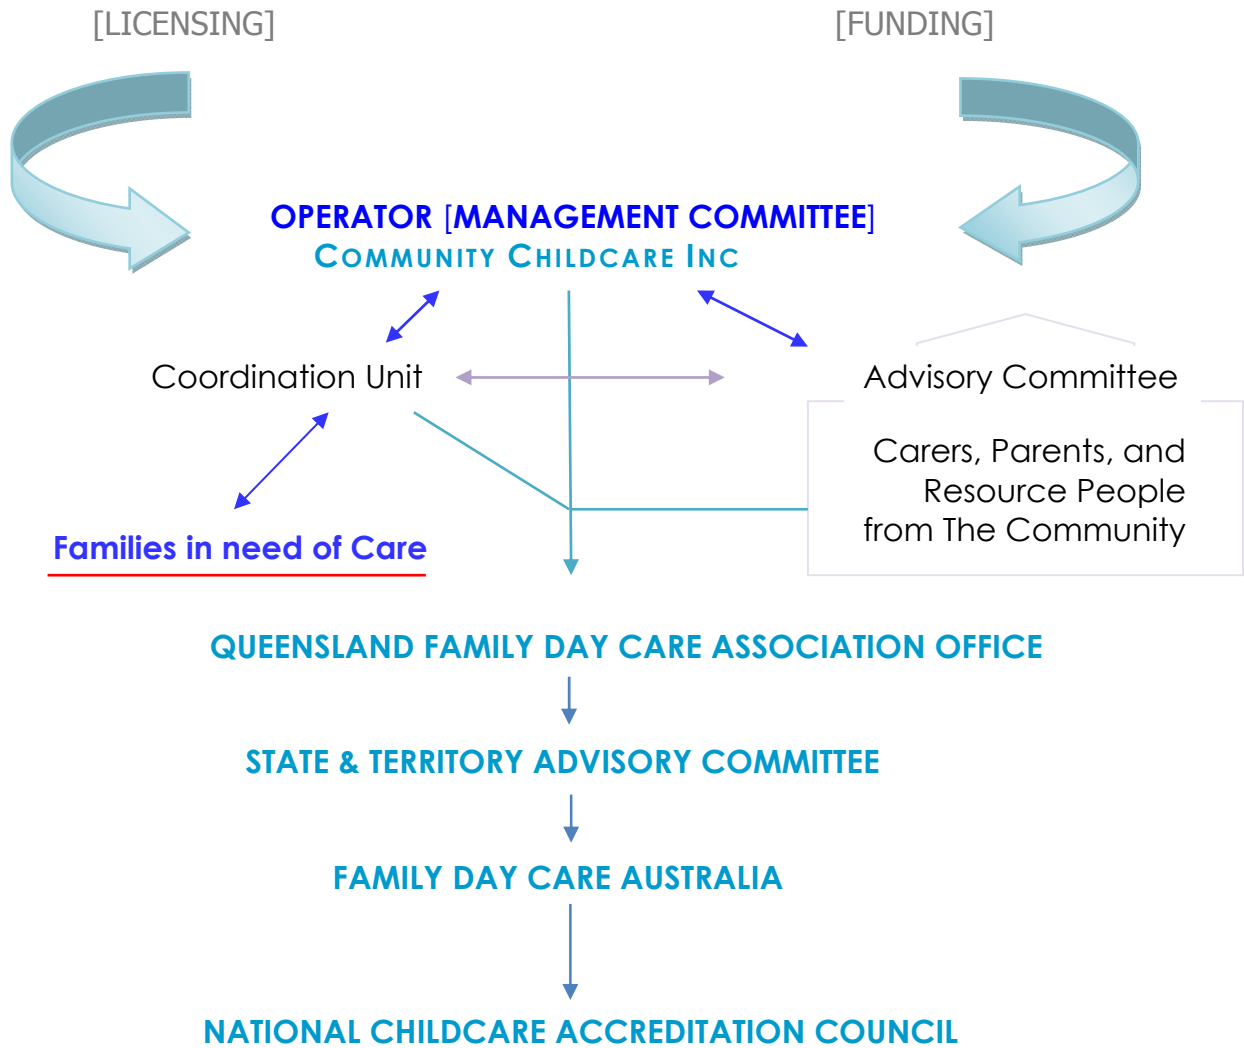 [LICENSING]
[FUNDING]
OPERATOR [MANAGEMENT COMMITTEE]
COMMUNITY CHILDCARE INC
Coordination Unit
Advisory Committee
Carers, Parents, and
Resource People
from The Community
Families in need of Care
QUEENSLAND FAMILY DAY CARE ASSOCIATION OFFICE
STATE & TERRITORY ADVISORY COMMITTEE
FAMILY DAY CARE AUSTRALIA
NATIONAL CHILDCARE ACCREDITATION COUNCIL